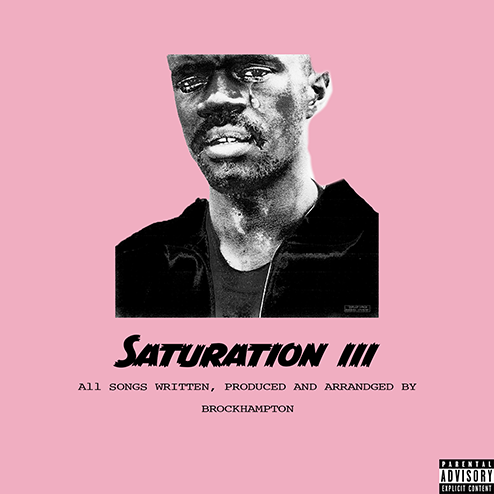 SATURATION III
All SONGS WRITTEN, PRODUCED AND ARRANDGED BY
BROCKHAMPTON
PARENTAL
ADVISORY
EXPLICIT CONTENT